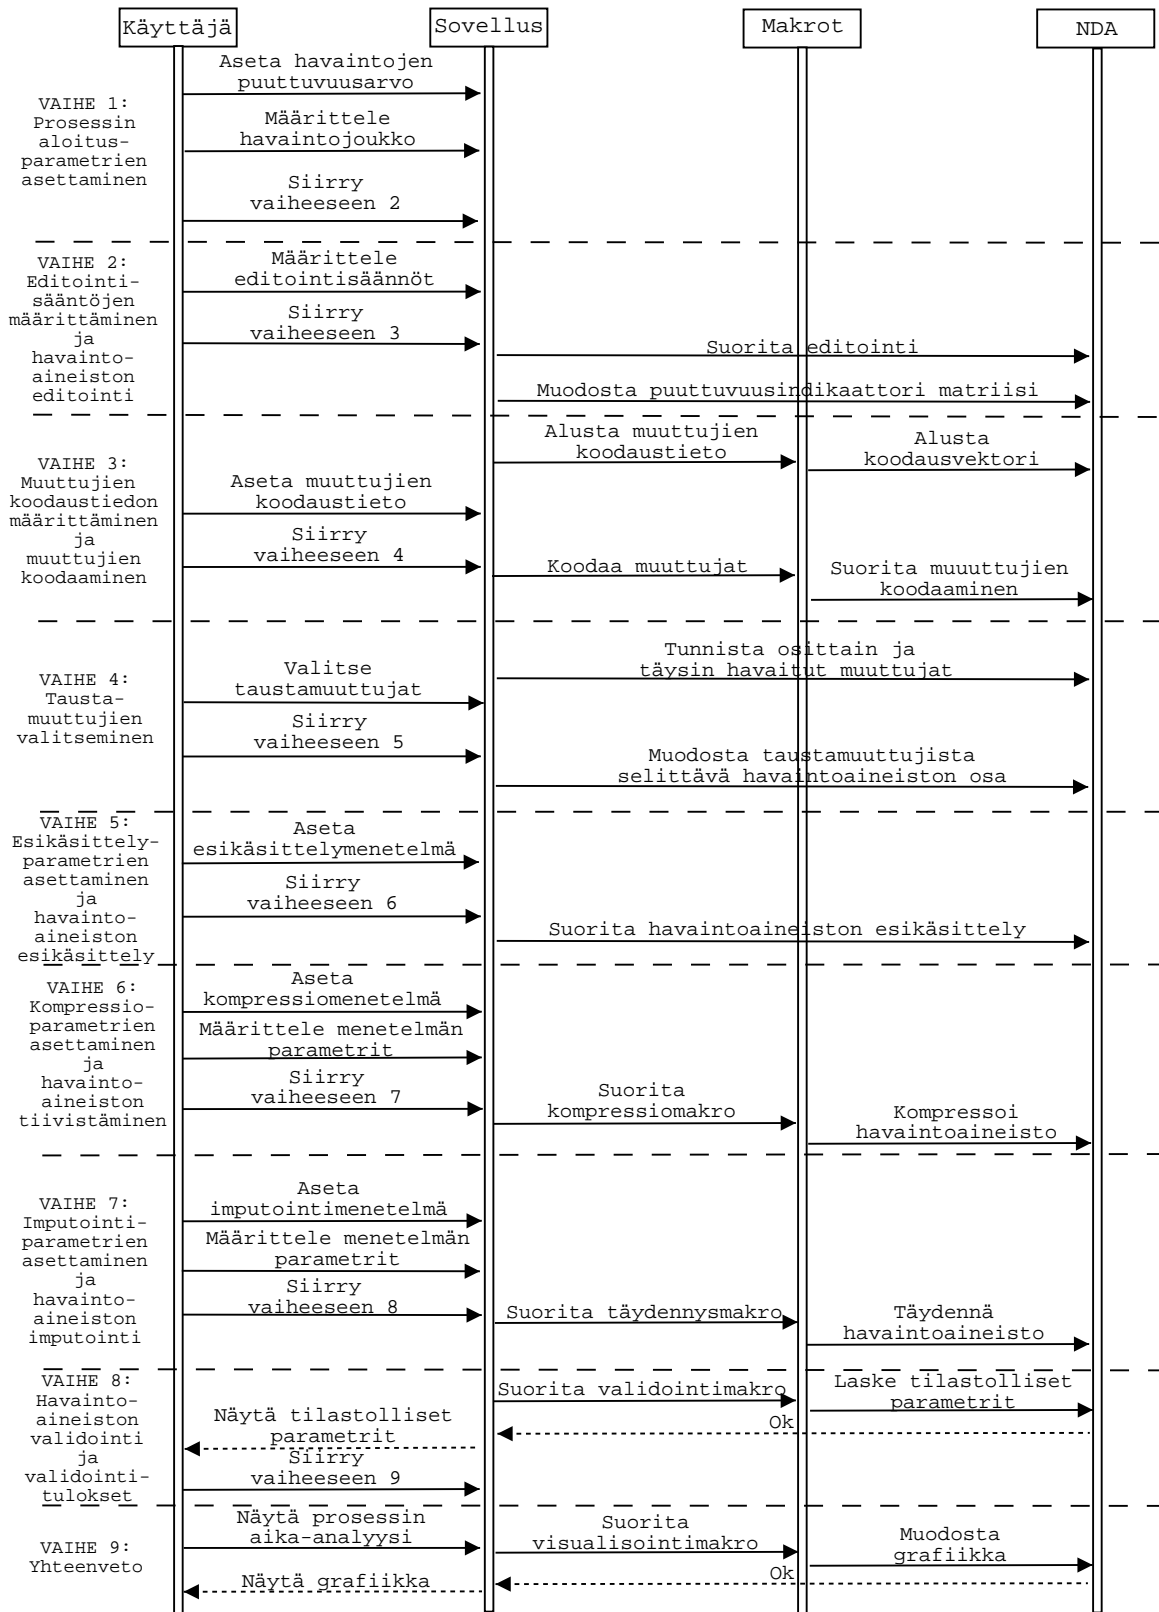 Käyttäjä
Sovellus
Makrot
NDA
VAIHE 1:
Prosessin
aloitus-
parametrien
asettaminen
Aseta havaintojen
puuttuvuusarvo
Määrittele
havaintojoukko
Siirry
vaiheeseen 2
VAIHE 2:
Editointi-
sääntöjen
määrittäminen
ja
havainto-
aineiston
editointi
Määrittele
editointisäännöt
Siirry
vaiheeseen 3
Suorita editointi
Muodosta puuttuvuusindikaattori matriisi
VAIHE 3:
Muuttujien
koodaustiedon
määrittäminen
ja
muuttujien
koodaaminen
Alusta muuttujien
koodaustieto
Alusta
koodausvektori
Aseta muuttujien
koodaustieto
Siirry
vaiheeseen 4
Koodaa muuttujat
Suorita muuuttujien
koodaaminen
VAIHE 4:
Tausta-
muuttujien
valitseminen
Tunnista osittain ja
täysin havaitut muuttujat
Valitse
taustamuuttujat
Siirry
vaiheeseen 5
Muodosta taustamuuttujista
selittävä havaintoaineiston osa
VAIHE 5:
Esikäsittely-
parametrien
asettaminen
ja
havainto-
aineiston
esikäsittely
Aseta
esikäsittelymenetelmä
Siirry
vaiheeseen 6
Suorita havaintoaineiston esikäsittely
VAIHE 6:
Kompressio-
parametrien
asettaminen
ja
havainto-
aineiston
tiivistäminen
Aseta
kompressiomenetelmä
Määrittele menetelmän
parametrit
Siirry
vaiheeseen 7
Suorita
kompressiomakro
Kompressoi
havaintoaineisto
VAIHE 7:
Imputointi-
parametrien
asettaminen
ja
havainto-
aineiston
imputointi
Aseta
imputointimenetelmä
Määrittele menetelmän
parametrit
Siirry
vaiheeseen 8
Suorita täydennysmakro
Täydennä
havaintoaineisto
VAIHE 8:
Havainto-
aineiston
validointi
ja
validointi-
tulokset
Suorita validointimakro
Laske tilastolliset
parametrit
Ok
Näytä tilastolliset
parametrit
Siirry
vaiheeseen 9
VAIHE 9:
Yhteenveto
Näytä prosessin
aika-analyysi
Suorita
visualisointimakro
Muodosta
grafiikka
Ok
Näytä grafiikka